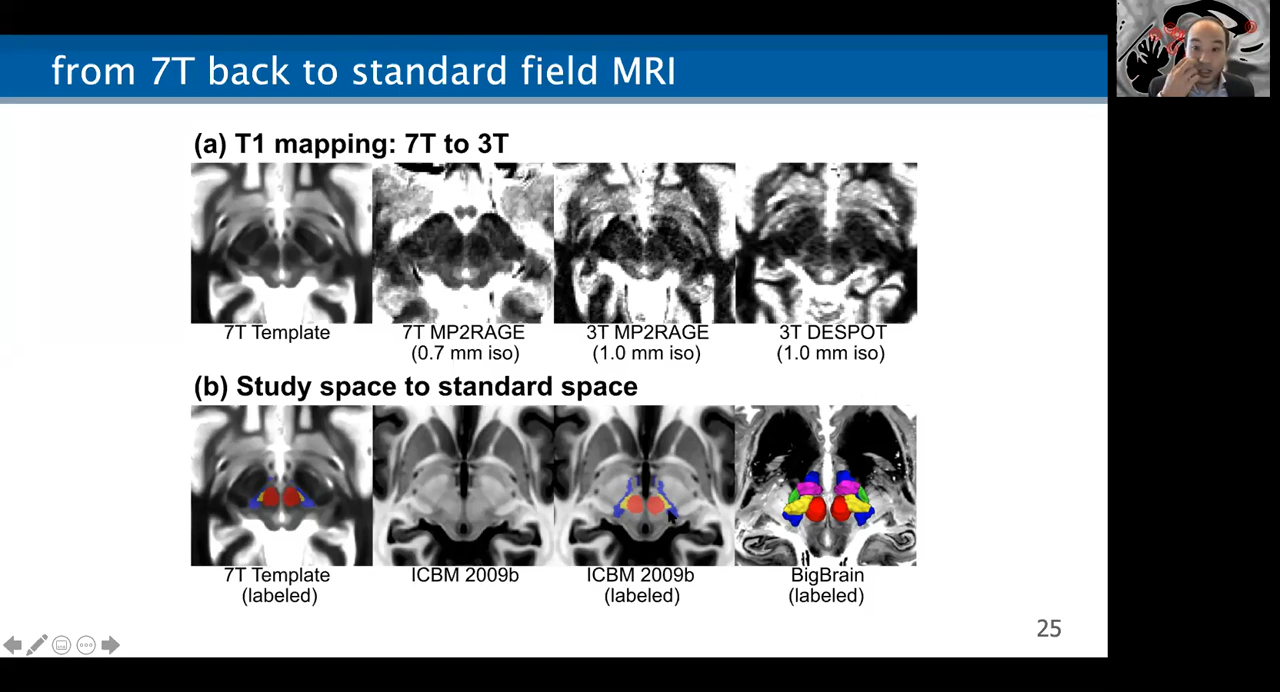 from 7T back to standard field MRI
(a) T1 mapping: 7T to 3T
7T Template
7T MP2RAGE
(0.7 mm iso)
3T MP2RAGE
(1.0 mm iso)
3T DESPOT
(1.0 mm iso)
(b) Study space to standard space
7T Template
(labeled)
ICBM 2009b
ICBM 2009b
(labeled)
BigBrain
(labeled)
25